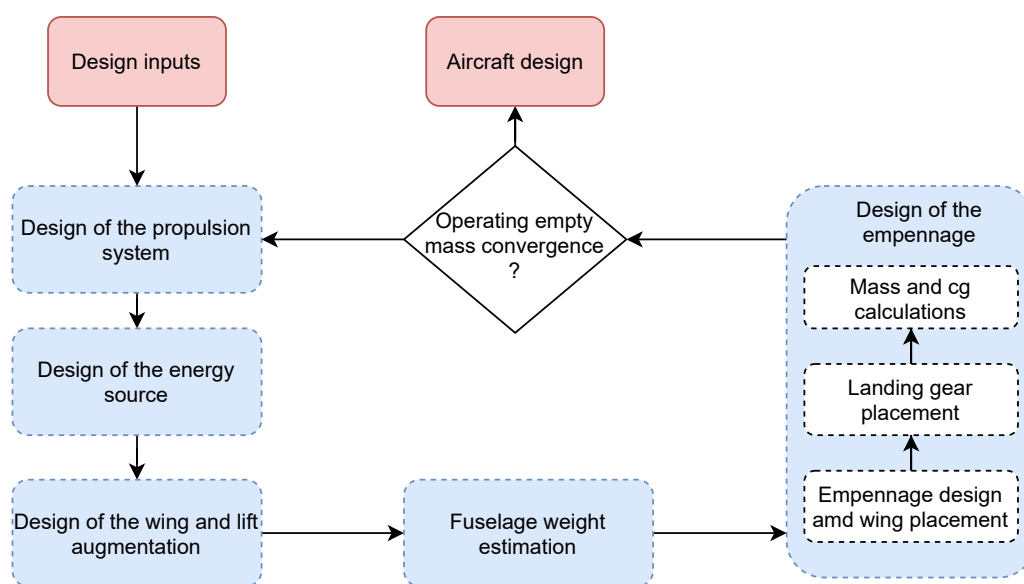 Design inputs
Aircraft design
Design of the propulsion
system
Operating empty
mass convergence
?
Design of the
empennage
Mass and cg
calculations
Landing gear
placement
Empennage design
amd wing placement
Design of the energy
source
Design of the wing and lift
augmentation
Fuselage weight
estimation